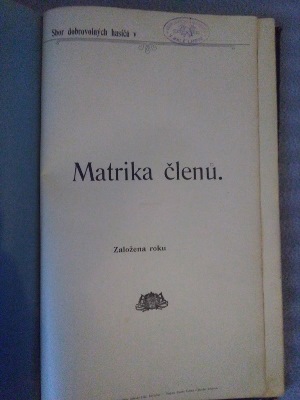 Sbor dobrovolných hasičů v
Matrika členů.
Založena roku